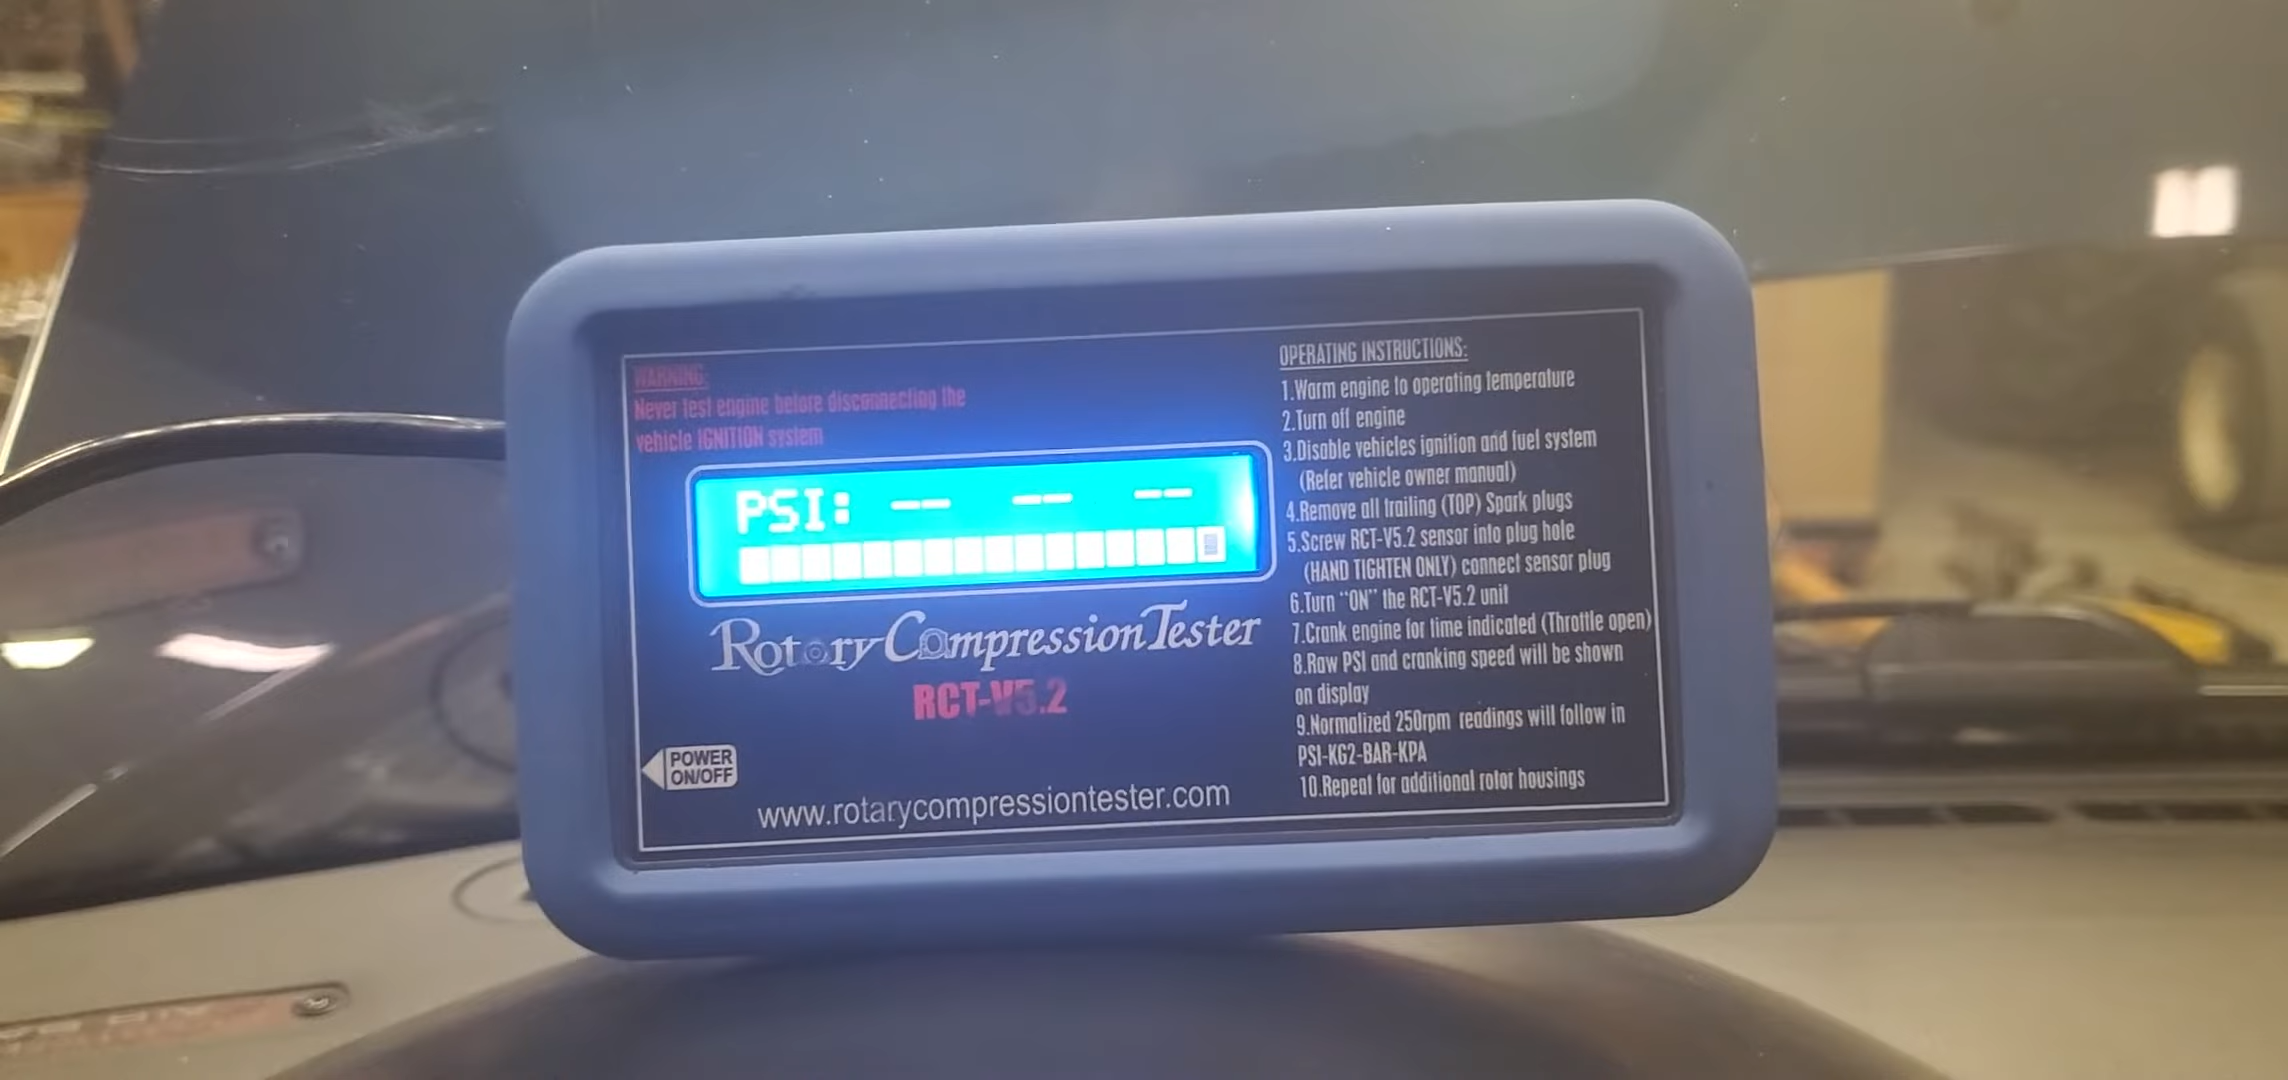 WARNING:
Never test engine before disconnecting the
vehicle IGNITION system
PSI: -- -- --
Rotary Compression Tester
RCT-V5.2
POWER
ON/OFF
www.rotarycompressiontester.com
OPERATING INSTRUCTIONS:
1.Warm engine to operating temperature
2.Turn off engine
3.Disable vehicles ignition and fuel system
(Refer vehicle owner manual)
4.Remove all trailing (TOP) Spark plugs
5.Screw RCT-V5.2 sensor into plug hole
(HAND TIGHTEN ONLY) connect sensor plug
6.Turn "ON" the RCT-V5.2 unit
7.Crank engine for time indicated (Throttle open)
8.Raw PSI and cranking speed will be shown
on display
9.Normalized 250rpm readings will follow in
PSI-KG2-BAR-KPA
10.Repeat for additional rotor housings